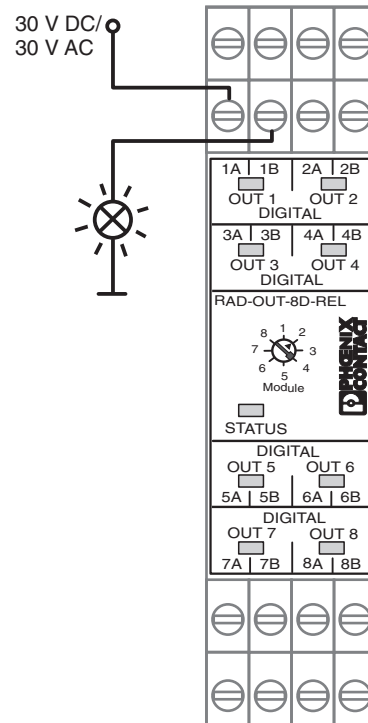 30 V DC/
30 V AC
1A 1B 2A 2B
OUT 1 OUT 2
DIGITAL
3A 3B 4A 4B
OUT 3 OUT 4
DIGITAL
RAD-OUT-8D-REL
1
8 2
7 3
6 4
5
Module
PHŒNIX
CONTACT
STATUS
DIGITAL
OUT 5 OUT 6
5A 5B 6A 6B
DIGITAL
OUT 7 OUT 8
7A 7B 8A 8B